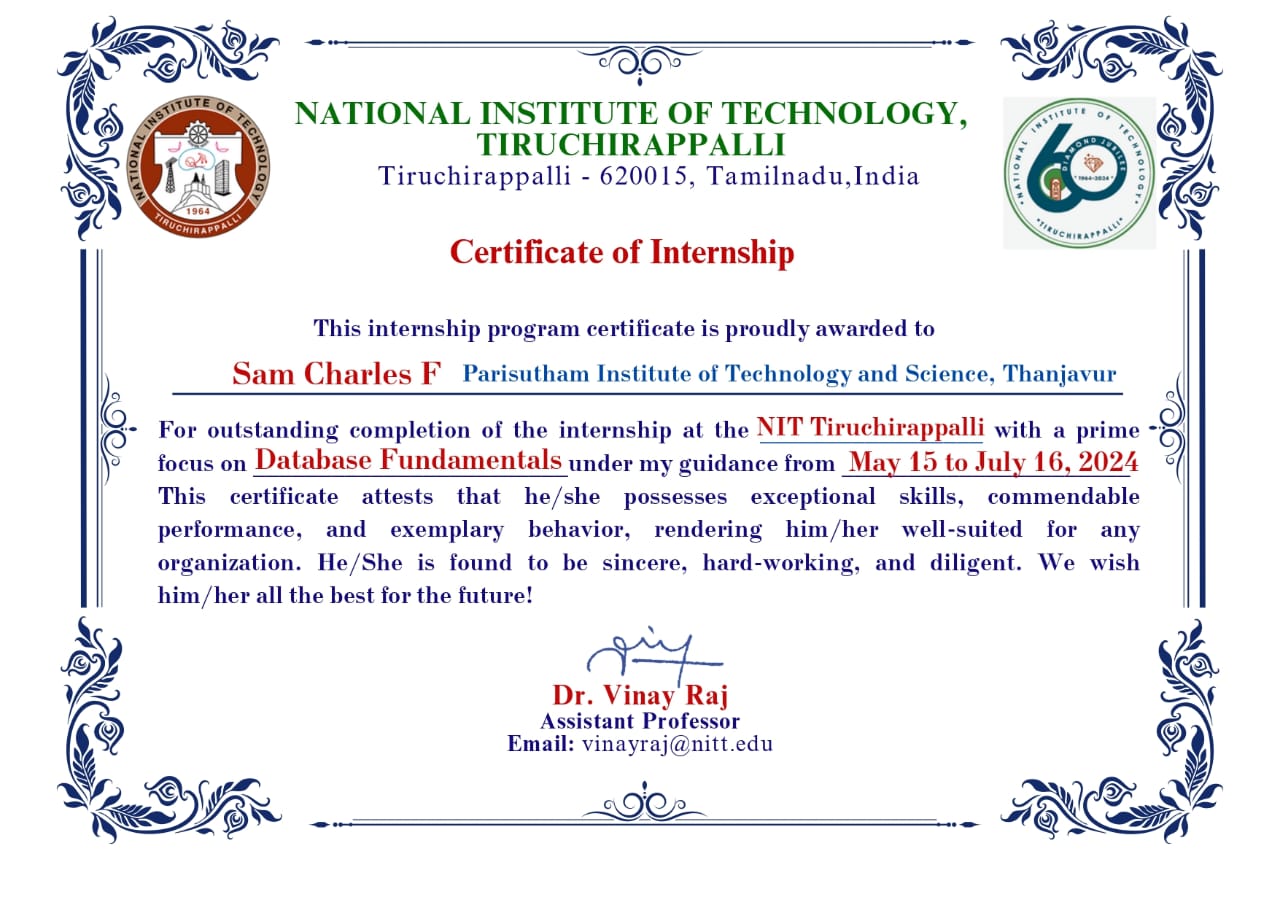 NATIONAL INSTITUTE OF TECHNOLOGY,
TIRUCHIRAPPALLI
Tiruchirappalli - 620015, Tamilnadu,India
NATIONAL INSTITUTE OF TECHNOLOGY
1964
TIRUCHIRAPPALLI
NATIONAL INSTITUTE OF TECHNOLOGY
60
DIAMOND JUBILEE
*1964-2024*
*TIRUCHIRAPPALLI*
Certificate of Internship
This internship program certificate is proudly awarded to
Sam Charles F Parisutham Institute of Technology and Science, Thanjavur
For outstanding completion of the internship at the NIT Tiruchirappalli with a prime
focus on Database Fundamentals under my guidance from May 15 to July 16, 2024
This certificate attests that he/she possesses exceptional skills, commendable
performance, and exemplary behavior, rendering him/her well-suited for any
organization. He/She is found to be sincere, hard-working, and diligent. We wish
him/her all the best for the future!
Dr. Vinay Raj
Assistant Professor
Email: vinayraj@nitt.edu